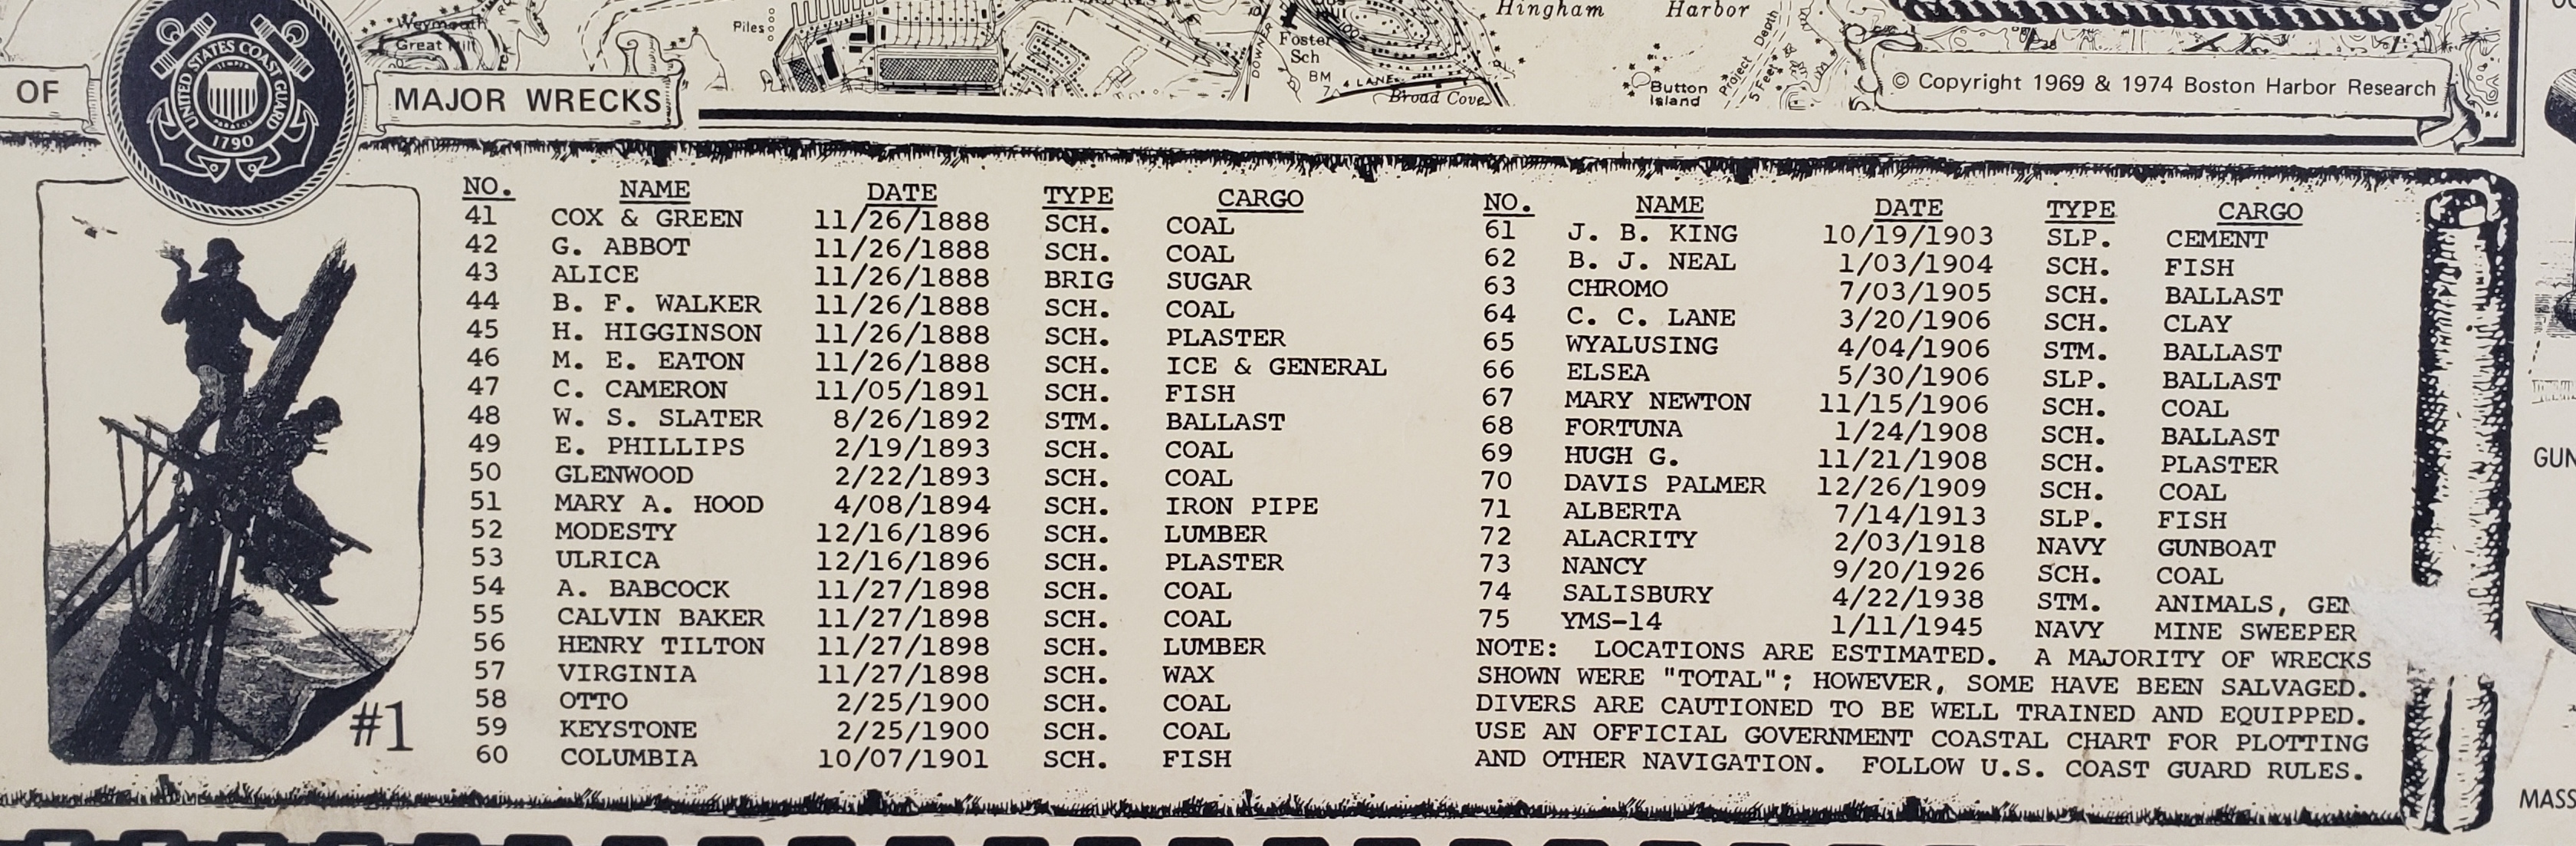 Weymouth
Great Hill
Piles
DOWNER
Foster
Sch
BM
7
4 LANE
Broad Cove
Hingham Harbor
Button
Island
Project Depth
5 Feet
38
© Copyright 1969 & 1974 Boston Harbor Research
OF
UNITED STATES COAST GUARD
SEMPER
PARATUS
1790
MAJOR WRECKS
NO. NAME DATE TYPE CARGO
41 COX & GREEN 11/26/1888 SCH. COAL
42 G. ABBOT 11/26/1888 SCH. COAL
43 ALICE 11/26/1888 BRIG SUGAR
44 B. F. WALKER 11/26/1888 SCH. COAL
45 H. HIGGINSON 11/26/1888 SCH. PLASTER
46 M. E. EATON 11/26/1888 SCH. ICE & GENERAL
47 C. CAMERON 11/05/1891 SCH. FISH
48 W. S. SLATER 8/26/1892 STM. BALLAST
49 E. PHILLIPS 2/19/1893 SCH. COAL
50 GLENWOOD 2/22/1893 SCH. COAL
51 MARY A. HOOD 4/08/1894 SCH. IRON PIPE
52 MODESTY 12/16/1896 SCH. LUMBER
53 ULRICA 12/16/1896 SCH. PLASTER
54 A. BABCOCK 11/27/1898 SCH. COAL
55 CALVIN BAKER 11/27/1898 SCH. COAL
56 HENRY TILTON 11/27/1898 SCH. LUMBER
57 VIRGINIA 11/27/1898 SCH. WAX
58 OTTO 2/25/1900 SCH. COAL
59 KEYSTONE 2/25/1900 SCH. COAL
60 COLUMBIA 10/07/1901 SCH. FISH
#1
NO. NAME DATE TYPE CARGO
61 J. B. KING 10/19/1903 SLP. CEMENT
62 B. J. NEAL 1/03/1904 SCH. FISH
63 CHROMO 7/03/1905 SCH. BALLAST
64 C. C. LANE 3/20/1906 SCH. CLAY
65 WYALUSING 4/04/1906 STM. BALLAST
66 ELSEA 5/30/1906 SLP. BALLAST
67 MARY NEWTON 11/15/1906 SCH. COAL
68 FORTUNA 1/24/1908 SCH. BALLAST
69 HUGH G. 11/21/1908 SCH. PLASTER
70 DAVIS PALMER 12/26/1909 SCH. COAL
71 ALBERTA 7/14/1913 SLP. FISH
72 ALACRITY 2/03/1918 NAVY GUNBOAT
73 NANCY 9/20/1926 SCH. COAL
74 SALISBURY 4/22/1938 STM. ANIMALS, GEN
75 YMS-14 1/11/1945 NAVY MINE SWEEPER
NOTE: LOCATIONS ARE ESTIMATED. A MAJORITY OF WRECKS
SHOWN WERE "TOTAL"; HOWEVER, SOME HAVE BEEN SALVAGED.
DIVERS ARE CAUTIONED TO BE WELL TRAINED AND EQUIPPED.
USE AN OFFICIAL GOVERNMENT COASTAL CHART FOR PLOTTING
AND OTHER NAVIGATION. FOLLOW U.S. COAST GUARD RULES.
GUN
MASS